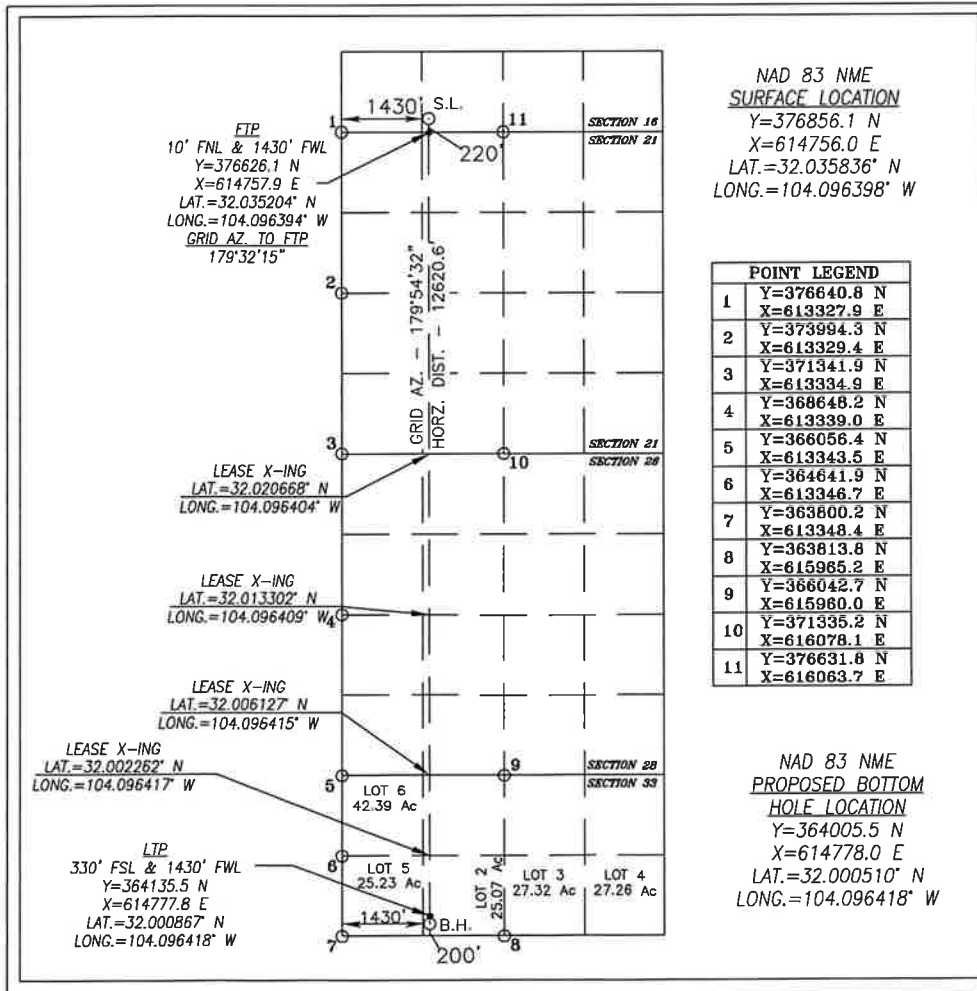 NAD 83 NME
SURFACE LOCATION
Y=376856.1 N
X=614756.0 E
LAT.=32.035836° N
LONG.=104.096398° W
1430'
S.L.
1
11
SECTION 16
SECTION 21
220'
FTP
10' FNL & 1430' FWL
Y=376626.1 N
X=614757.9 E
LAT.=32.035204° N
LONG.=104.096394° W
GRID AZ. TO FTP
179°32'15"
2
GRID AZ. - 179°54'32"
HORZ. DIST. - 12620.6'
POINT LEGEND
1 Y=376640.8 N
X=613327.9 E
2 Y=373994.3 N
X=613329.4 E
3 Y=371341.9 N
X=613334.9 E
4 Y=368648.2 N
X=613339.0 E
5 Y=366056.4 N
X=613343.5 E
6 Y=364641.9 N
X=613346.7 E
7 Y=363800.2 N
X=613348.4 E
8 Y=363813.8 N
X=615965.2 E
9 Y=366042.7 N
X=615960.0 E
10 Y=371335.2 N
X=616078.1 E
11 Y=376631.8 N
X=616063.7 E
3
10
SECTION 21
SECTION 28
LEASE X-ING
LAT.=32.020668° N
LONG.=104.096404° W
LEASE X-ING
LAT.=32.013302° N
LONG.=104.096409° W
4
LEASE X-ING
LAT.=32.006127° N
LONG.=104.096415° W
LEASE X-ING
LAT.=32.002262° N
LONG.=104.096417° W
5
9
SECTION 28
SECTION 33
LOT 6
42.39 Ac
6
LOT 5
25.23 Ac
LOT 2
25.07 Ac
LOT 3
27.32 Ac
LOT 4
27.26 Ac
LTP
330' FSL & 1430' FWL
Y=364135.5 N
X=614777.8 E
LAT.=32.000867° N
LONG.=104.096418° W
1430'
B.H.
7
200'
8
NAD 83 NME
PROPOSED BOTTOM
HOLE LOCATION
Y=364005.5 N
X=614778.0 E
LAT.=32.000510° N
LONG.=104.096418° W